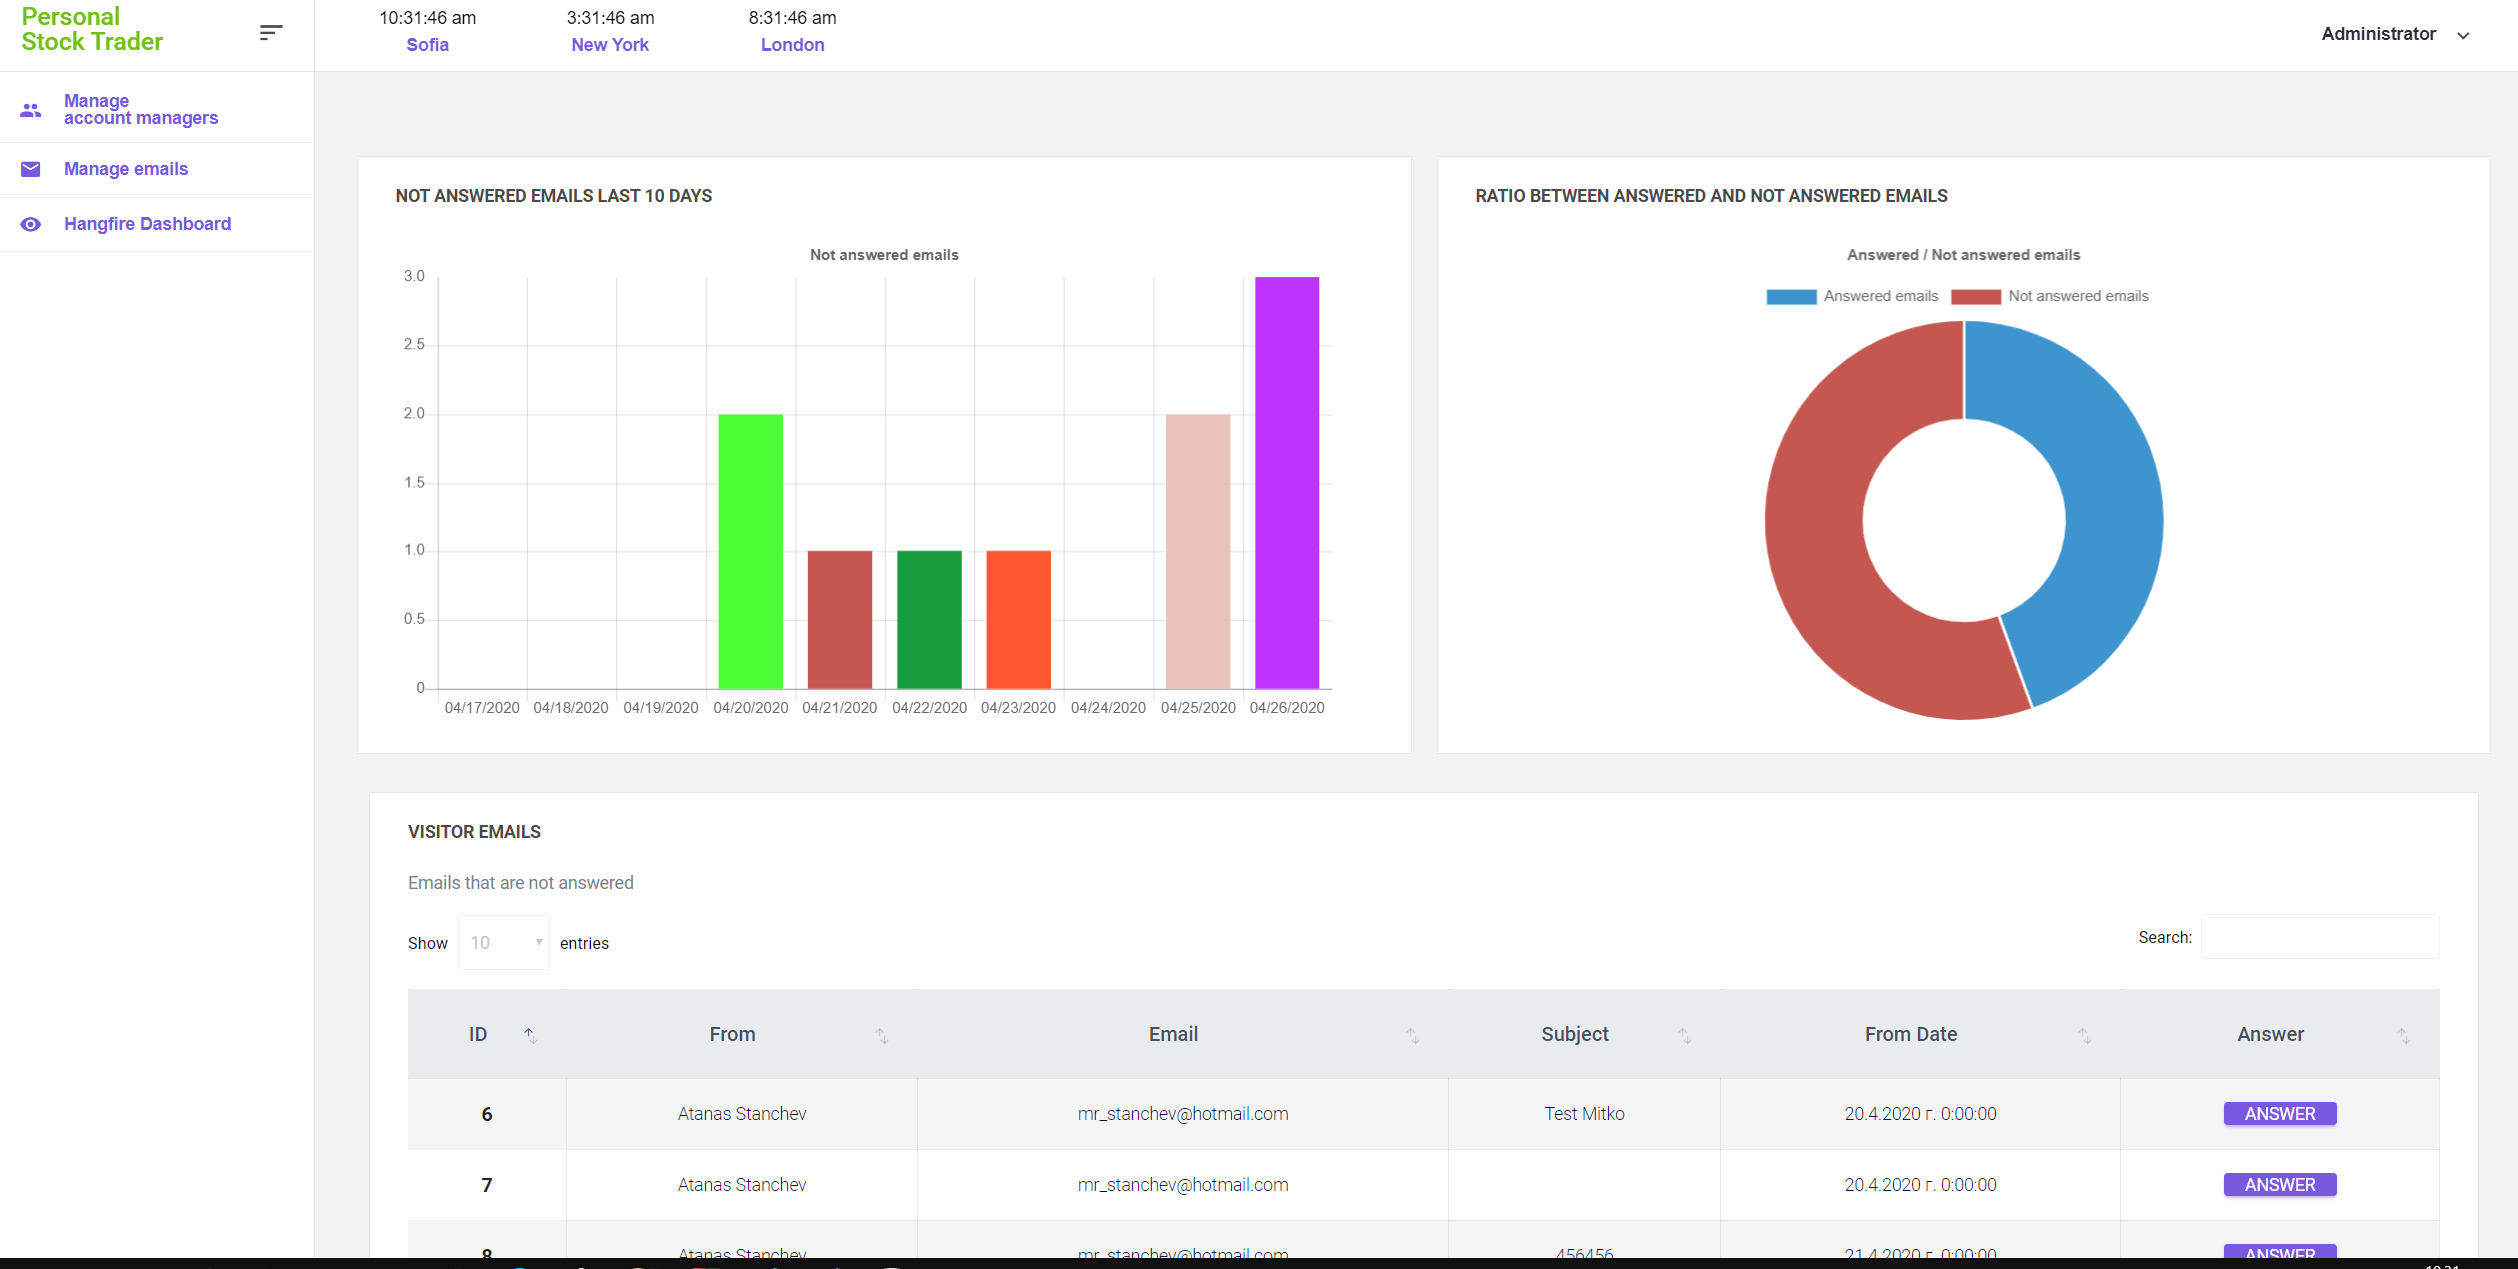 Personal
Stock Trader
10:31:46 am
Sofia
3:31:46 am
New York
8:31:46 am
London
Administrator
Manage
account managers
Manage emails
Hangfire Dashboard
NOT ANSWERED EMAILS LAST 10 DAYS
Not answered emails
3.0
2.5
2.0
1.5
1.0
0.5
0
04/17/2020 04/18/2020 04/19/2020 04/20/2020 04/21/2020 04/22/2020 04/23/2020 04/24/2020 04/25/2020 04/26/2020
RATIO BETWEEN ANSWERED AND NOT ANSWERED EMAILS
Answered / Not answered emails
Answered emails Not answered emails
VISITOR EMAILS
Emails that are not answered
Show 10 entries
Search:
ID From Email Subject From Date Answer
6 Atanas Stanchev mr_stanchev@hotmail.com Test Mitko 20.4.2020 г. 0:00:00 ANSWER
7 Atanas Stanchev mr_stanchev@hotmail.com 20.4.2020 г. 0:00:00 ANSWER
8 Atanas Stanchev mr_stanchev@hotmail.com 456456 21.4.2020 г. 0:00:00 ANSWER